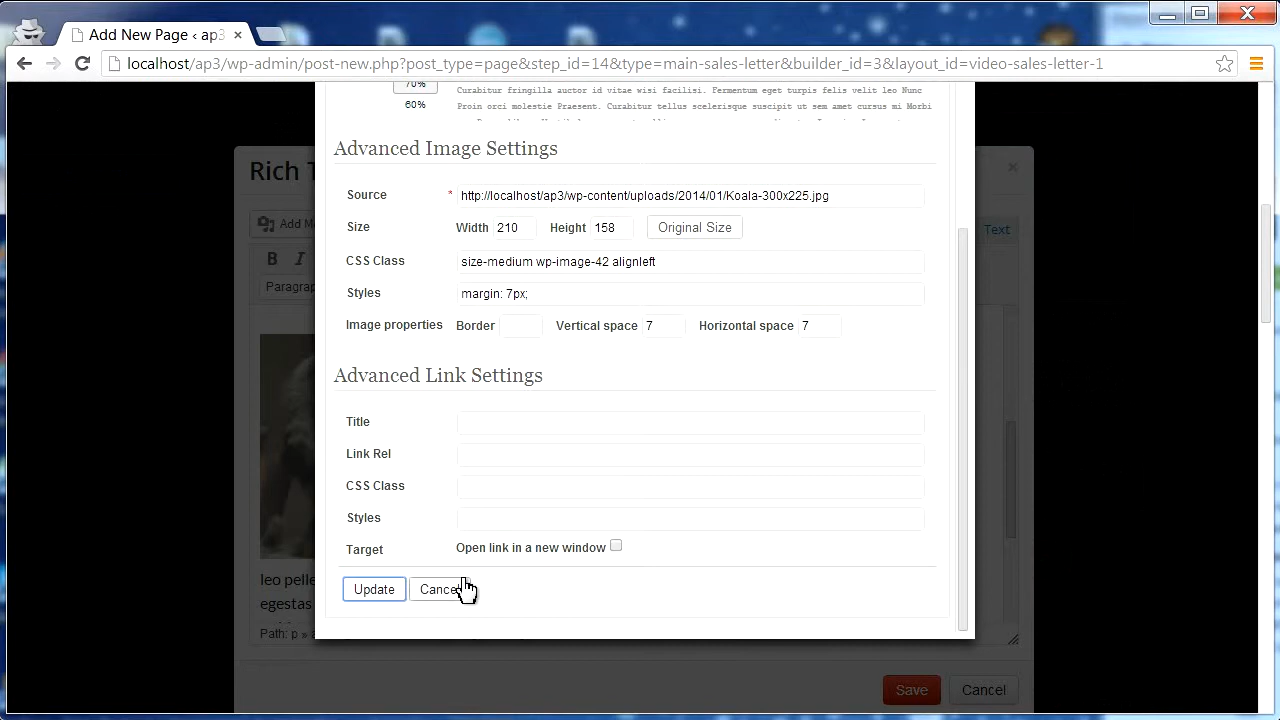 Add New Page ‹ ap3
localhost/ap3/wp-admin/post-new.php?post_type=page&step_id=14&type=main-sales-letter&builder_id=3&layout_id=video-sales-letter-1
70%
60%
Curabitur fringilla auctor id vitae wisi facilisi. Fermentum eget turpis felis velit leo Nunc
Proin orci molestie Praesent. Curabitur tellus scelerisque suscipit ut sem amet cursus mi Morbi
Rich T
Add M
Text
B I
Paragrap
Advanced Image Settings
Source * http://localhost/ap3/wp-content/uploads/2014/01/Koala-300x225.jpg
Size Width 210 Height 158 Original Size
CSS Class size-medium wp-image-42 alignleft
Styles margin: 7px;
Image properties Border Vertical space 7 Horizontal space 7
Advanced Link Settings
Title
Link Rel
CSS Class
Styles
Target Open link in a new window
Update Cancel
leo pelle
egestas
Path: p »
Save Cancel